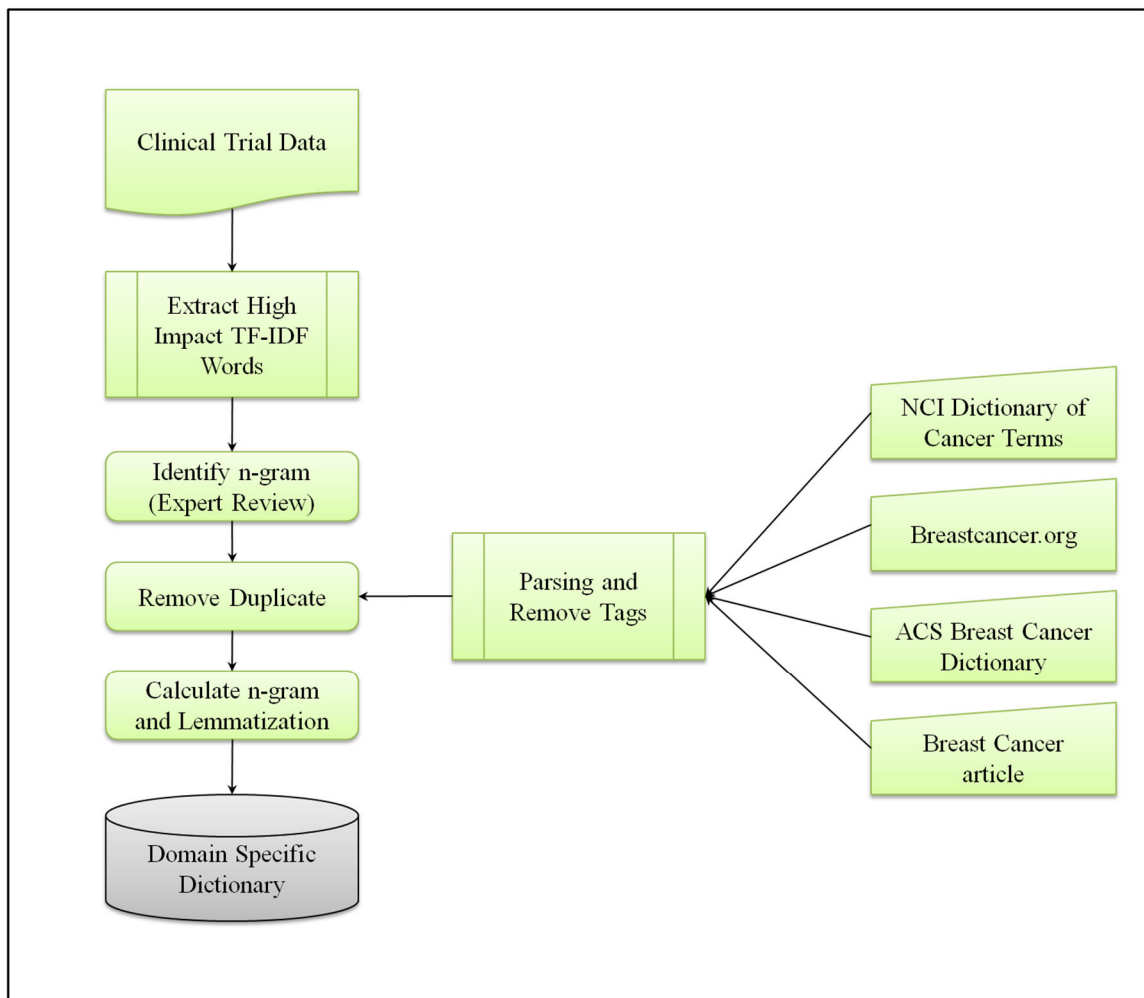 Clinical Trial Data
Extract High
Impact TF-IDF
Words
Identify n-gram
(Expert Review)
Remove Duplicate
Calculate n-gram
and Lemmatization
Domain Specific
Dictionary
Parsing and
Remove Tags
NCI Dictionary of
Cancer Terms
Breastcancer.org
ACS Breast Cancer
Dictionary
Breast Cancer
article